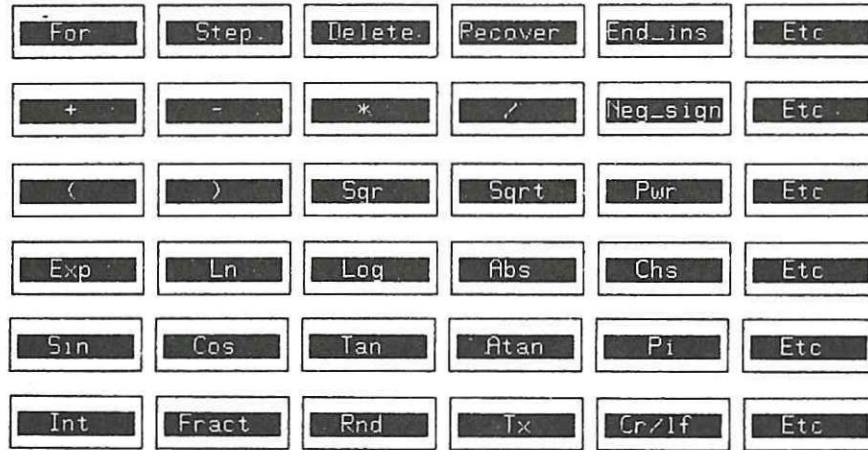 For Step Delete Recover End_ins Etc
+ - * / Neg_sign Etc
( ) Sqr Sqrt Pwr Etc
Exp Ln Log Abs Chs Etc
Sin Cos Tan Atan Pi Etc
Int Fract Rnd Tx Cr/lf Etc